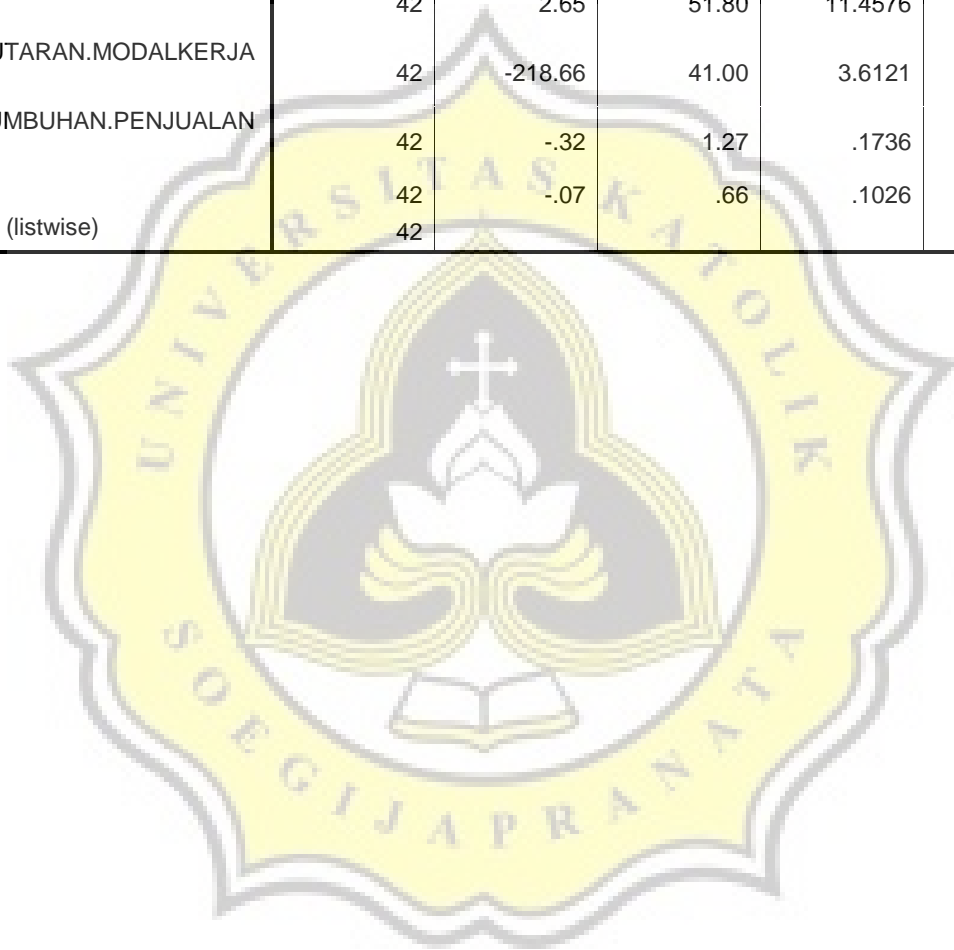 42 2.65 51.80 11.4576
UTARAN.MODALKERJA
42 -218.66 41.00 3.6121
UMBUHAN.PENJUALAN
42 -.32 1.27 .1736
42 -.07 .66 .1026
(listwise) 42
UNIVERSITAS KATOLIK
SOEGIJAPRANATA